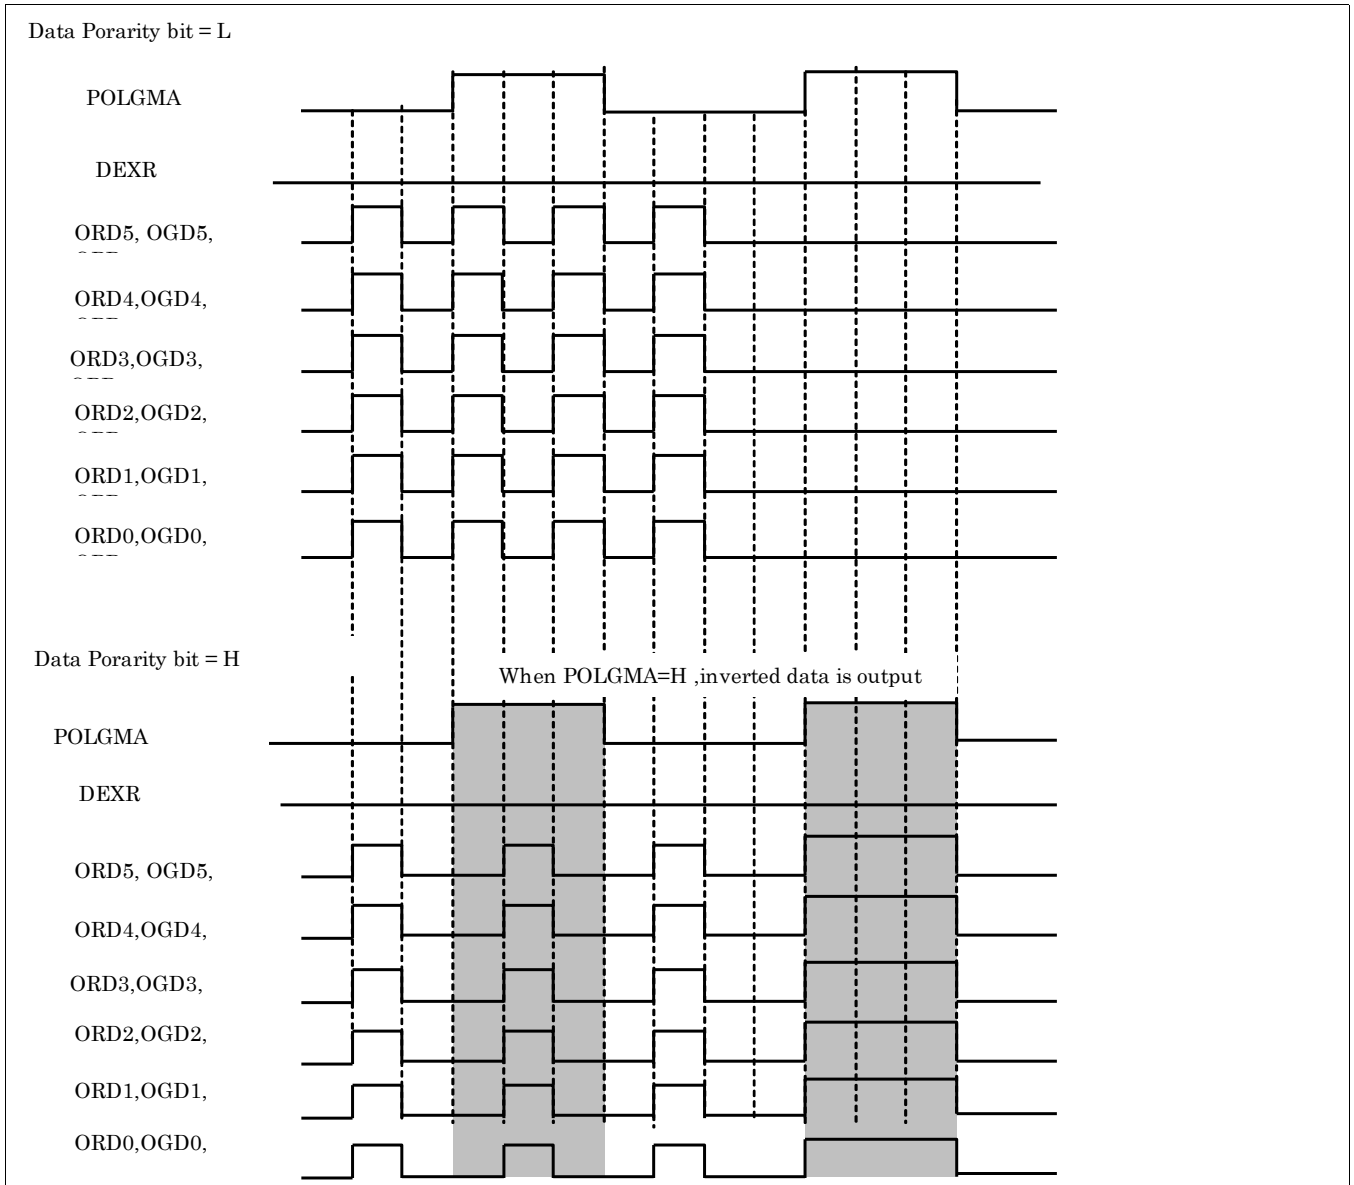 Data Porarity bit = L
POLGMA
DEXR
ORD5, OGD5,
ORD4,OGD4,
ORD3,OGD3,
ORD2,OGD2,
ORD1,OGD1,
ORD0,OGD0,
Data Porarity bit = H
When POLGMA=H ,inverted data is output
POLGMA
DEXR
ORD5, OGD5,
ORD4,OGD4,
ORD3,OGD3,
ORD2,OGD2,
ORD1,OGD1,
ORD0,OGD0,